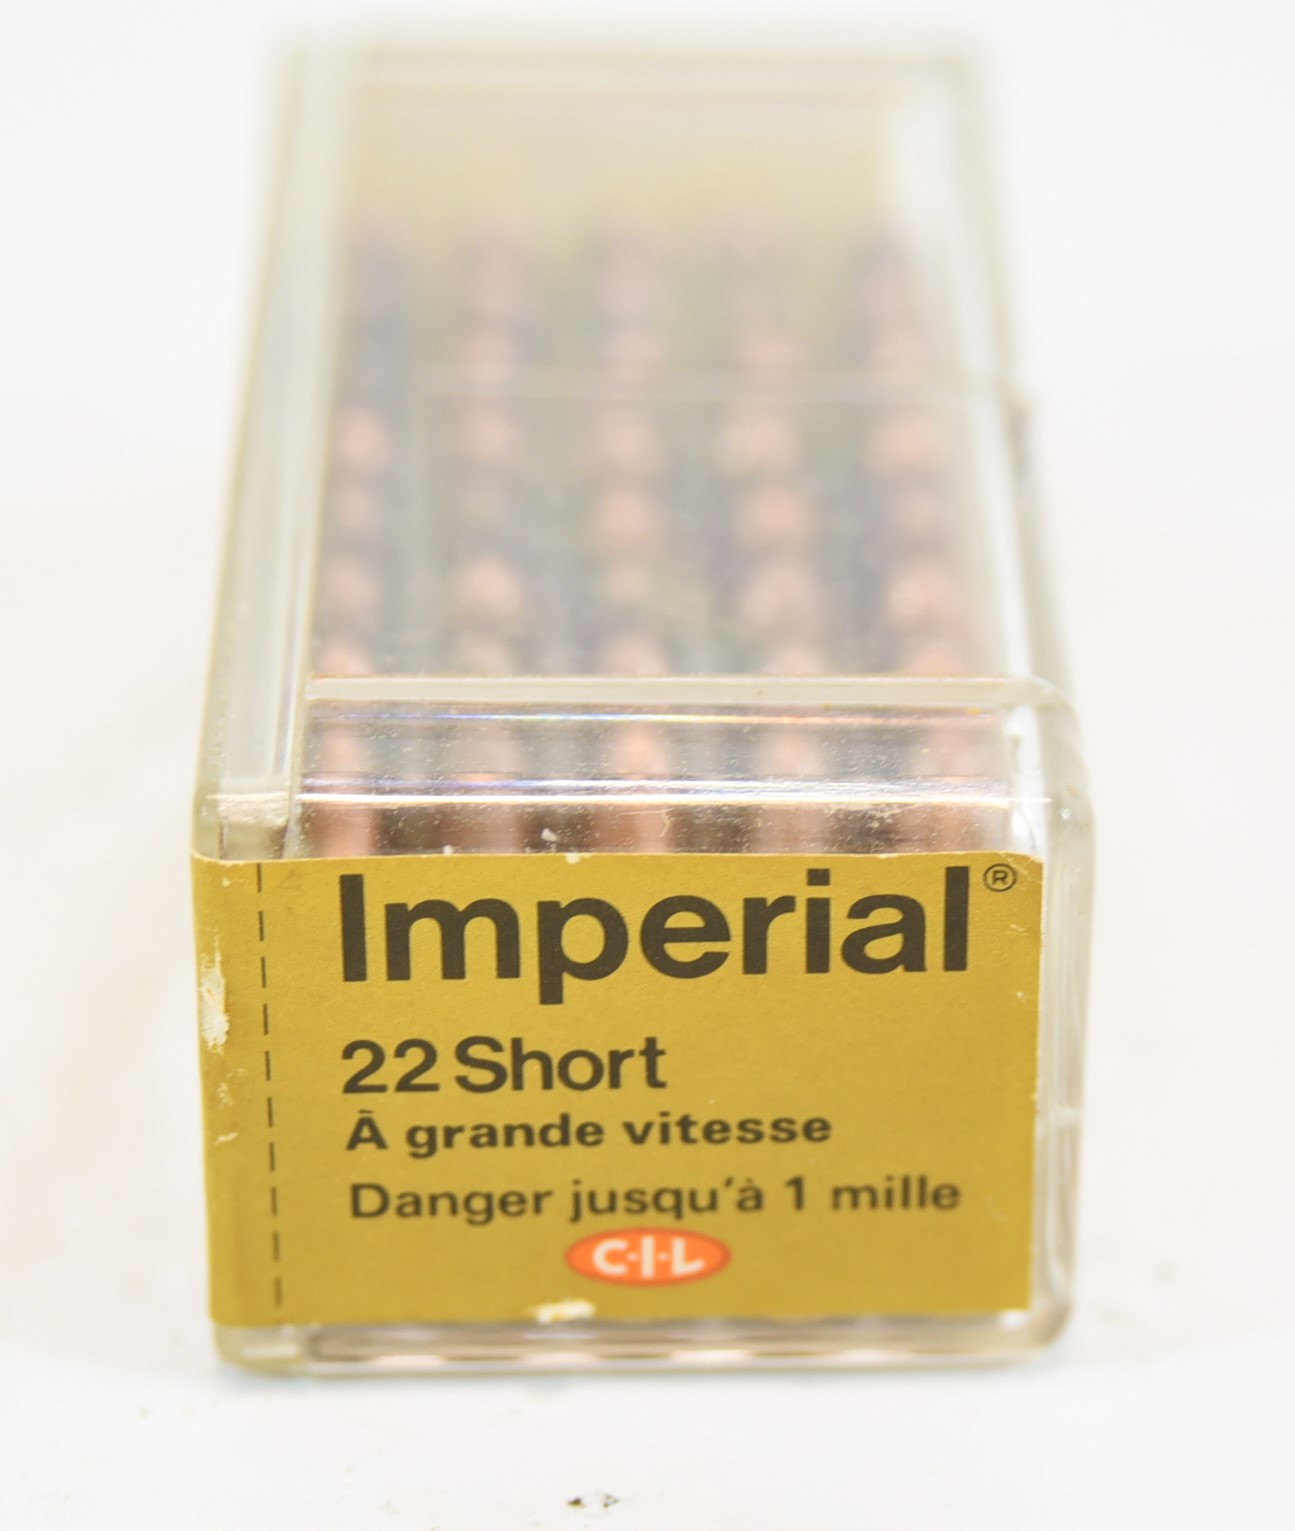 Imperial®
22 Short
À grande vitesse
Danger jusqu'à 1 mille
C·I·L